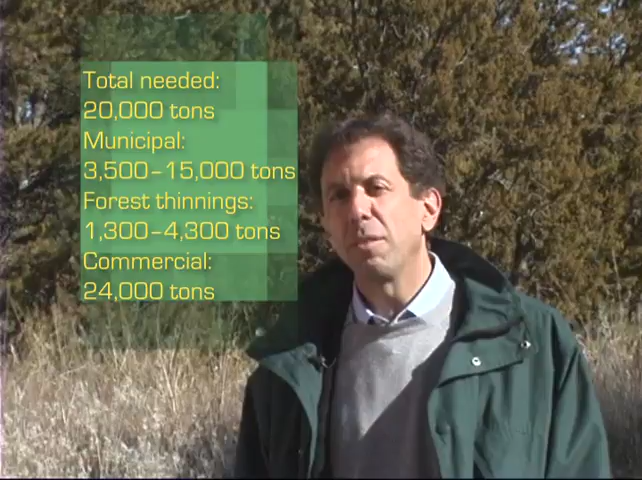 Total needed:
20,000 tons
Municipal:
3,500–15,000 tons
Forest thinnings:
1,300–4,300 tons
Commercial:
24,000 tons